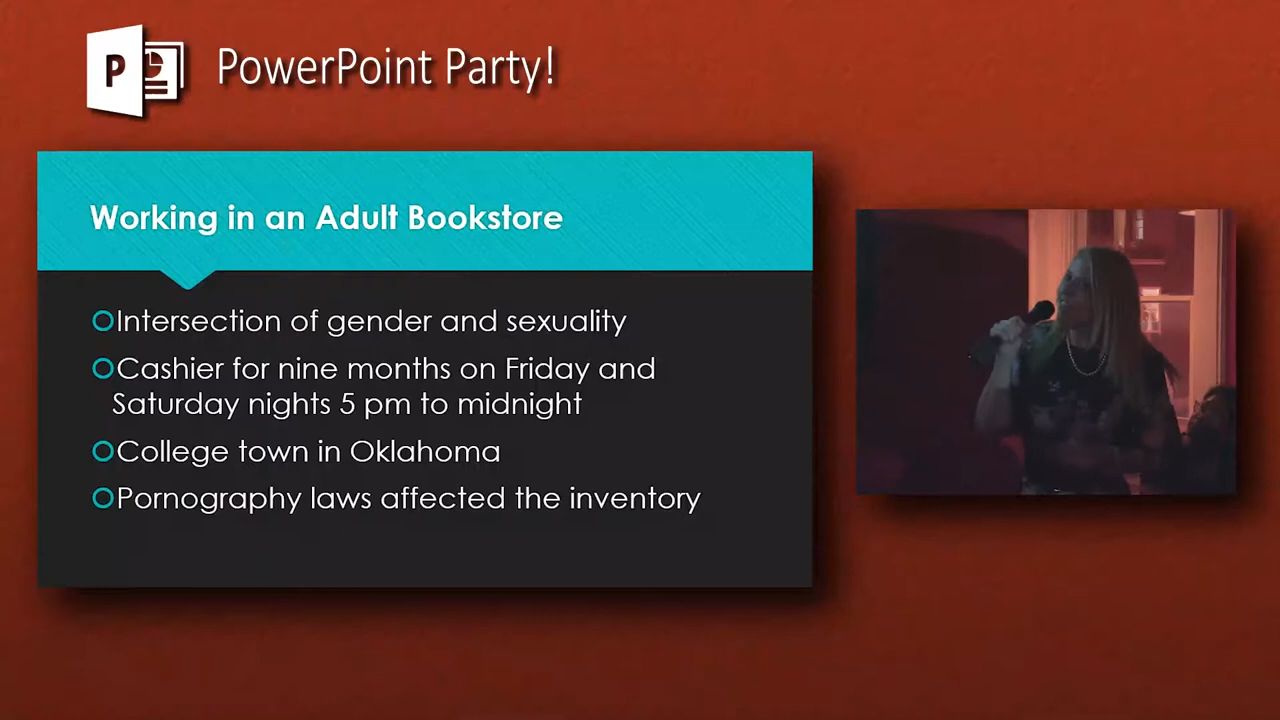 P
PowerPoint Party!
Working in an Adult Bookstore
Intersection of gender and sexuality
Cashier for nine months on Friday and
Saturday nights 5 pm to midnight
College town in Oklahoma
Pornography laws affected the inventory